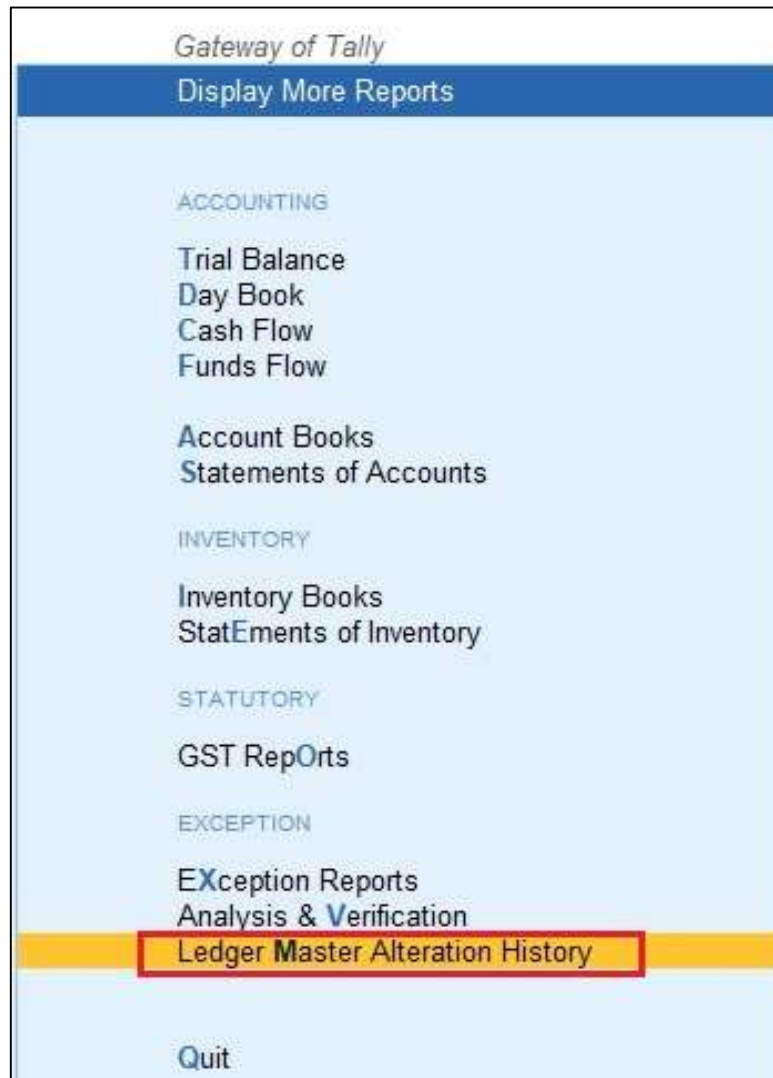 Gateway of Tally
Display More Reports
ACCOUNTING
Trial Balance
Day Book
Cash Flow
Funds Flow
Account Books
Statements of Accounts
INVENTORY
Inventory Books
StatEments of Inventory
STATUTORY
GST RepOrts
EXCEPTION
EXception Reports
Analysis & Verification
Ledger Master Alteration History
Quit